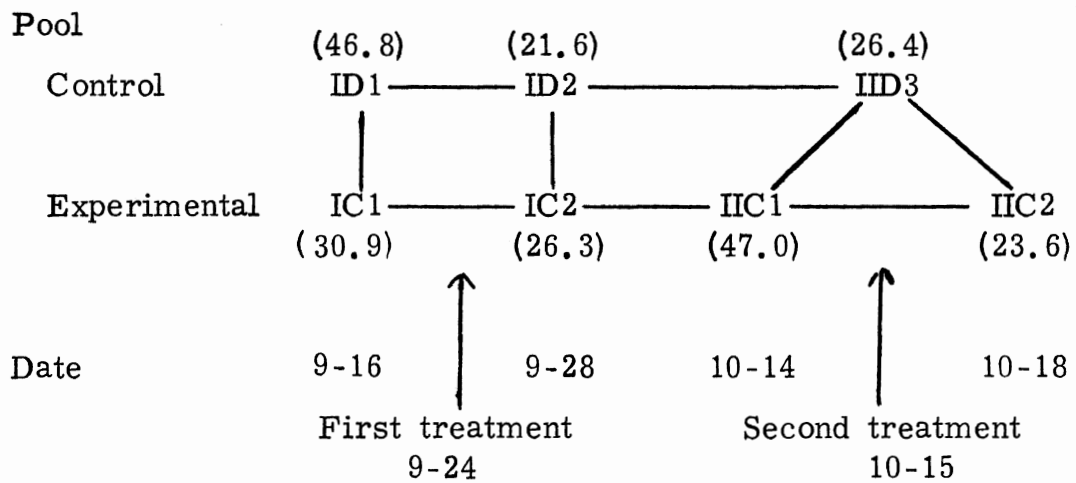 Pool
(46.8) (21.6) (26.4)
Control ID1 ID2 IID3
Experimental IC1 IC2 IIC1 IIC2
(30.9) (26.3) (47.0) (23.6)
Date 9-16 9-28 10-14 10-18
First treatment Second treatment
9-24 10-15